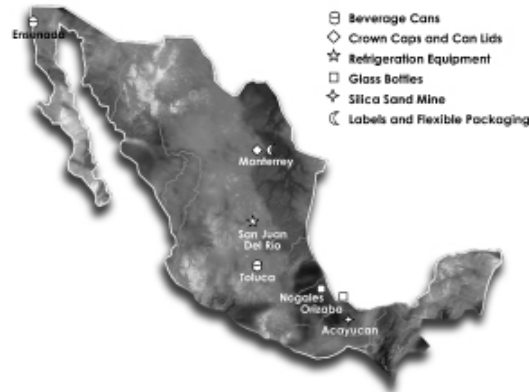 Beverage Cans
Crown Caps and Can Lids
Refrigeration Equipment
Glass Bottles
Silica Sand Mine
Labels and Flexible Packaging
Ensenada
Monterrey
San Juan
Del Río
Toluca
Nogales
Orizaba
Acayucan